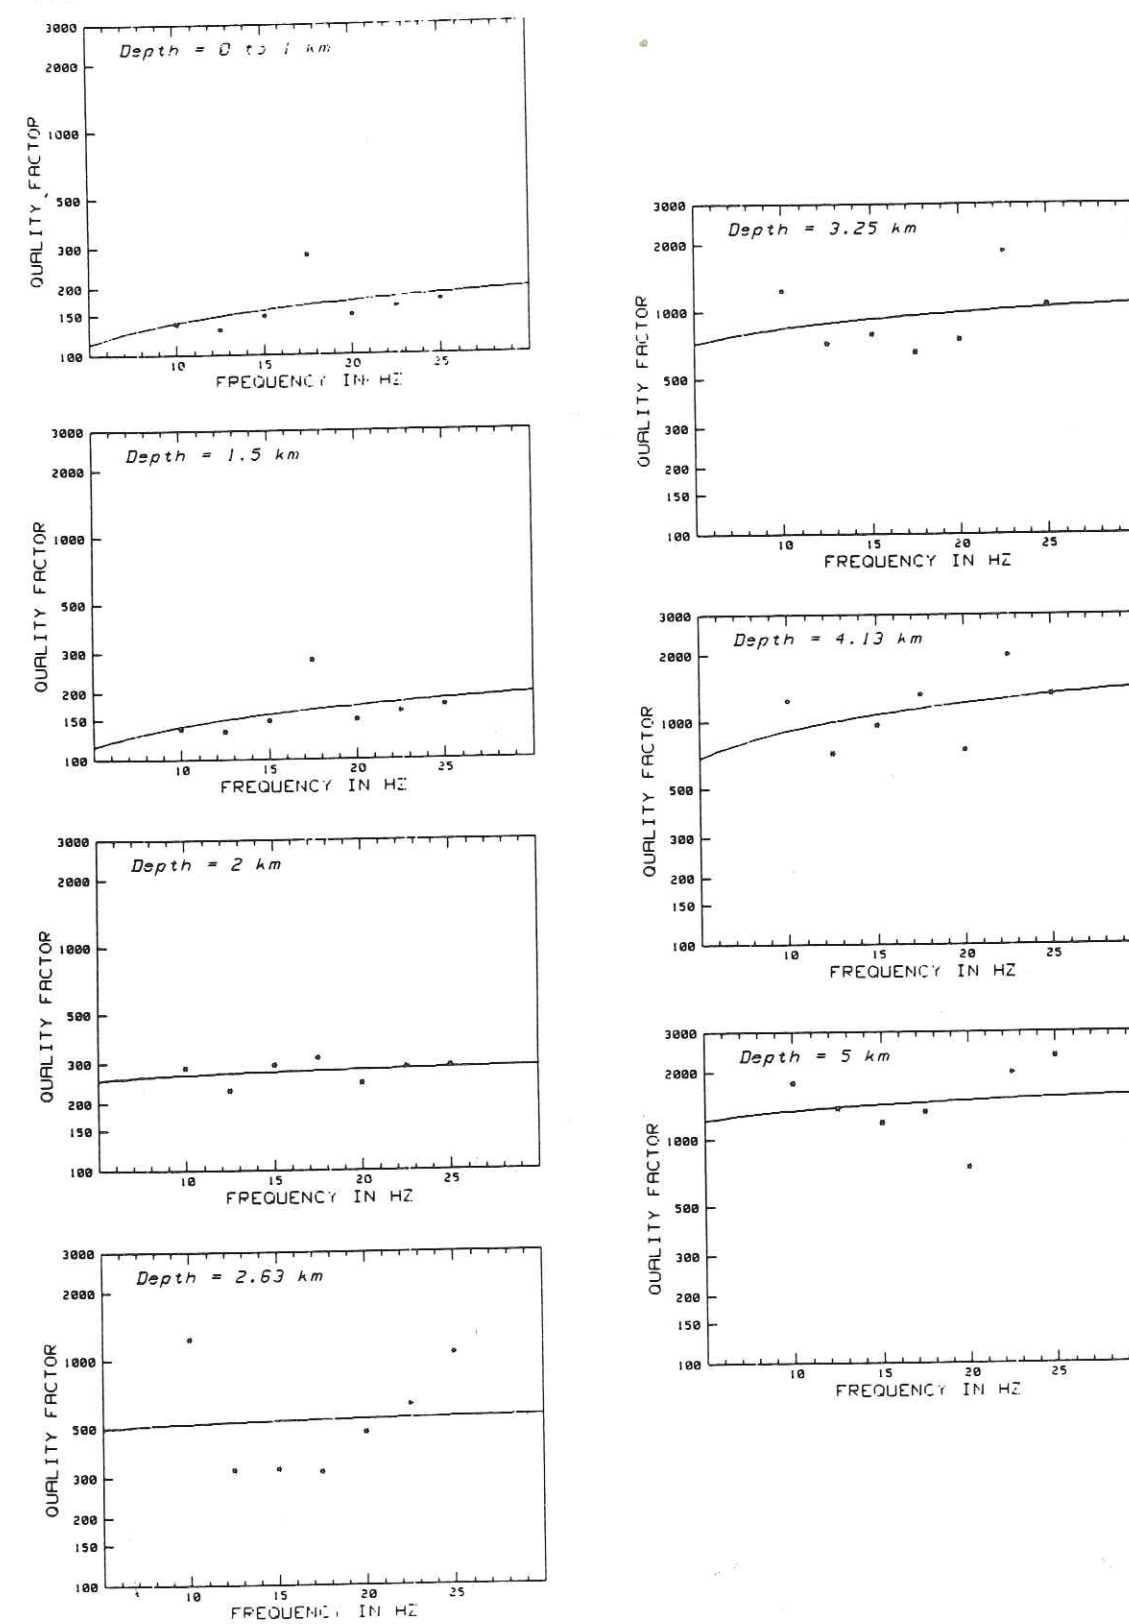 Depth = 0 to 1 km
3000
2000
1000
500
300
200
150
100
QUALITY FACTOR
10 15 20 25
FREQUENCY IN HZ
Depth = 1.5 km
3000
2000
1000
500
300
200
150
100
QUALITY FACTOR
10 15 20 25
FREQUENCY IN HZ
Depth = 2 km
3000
2000
1000
500
300
200
150
100
QUALITY FACTOR
10 15 20 25
FREQUENCY IN HZ
Depth = 2.63 km
3000
2000
1000
500
300
200
150
100
QUALITY FACTOR
10 15 20 25
FREQUENCY IN HZ
Depth = 3.25 km
3000
2000
1000
500
300
200
150
100
QUALITY FACTOR
10 15 20 25
FREQUENCY IN HZ
Depth = 4.13 km
3000
2000
1000
500
300
200
150
100
QUALITY FACTOR
10 15 20 25
FREQUENCY IN HZ
Depth = 5 km
3000
2000
1000
500
300
200
150
100
QUALITY FACTOR
10 15 20 25
FREQUENCY IN HZ